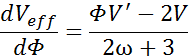 dV_eff/dΦ = (ΦV′ − 2V)/(2ω + 3)